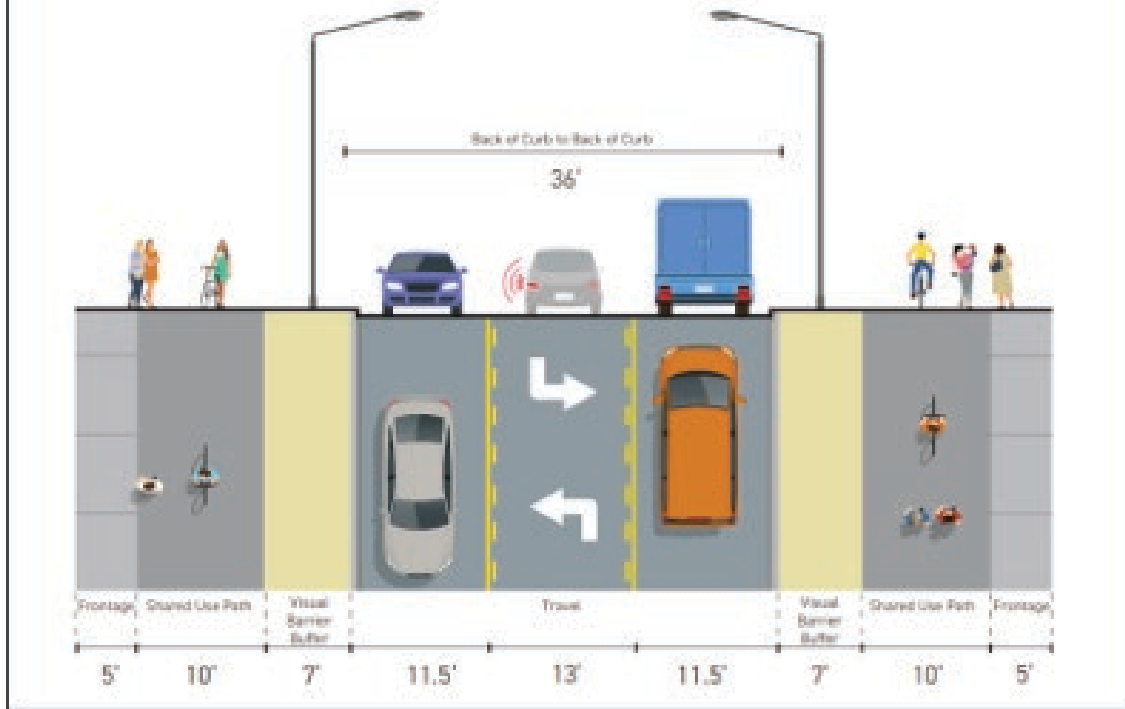 Back of Curb to Back of Curb
36'
Frontage Shared Use Path Visual Travel Visual Shared Use Path Frontage
Barrier Barrier
Buffer Buffer
5' 10' 7' 11.5' 13' 11.5' 7' 10' 5'